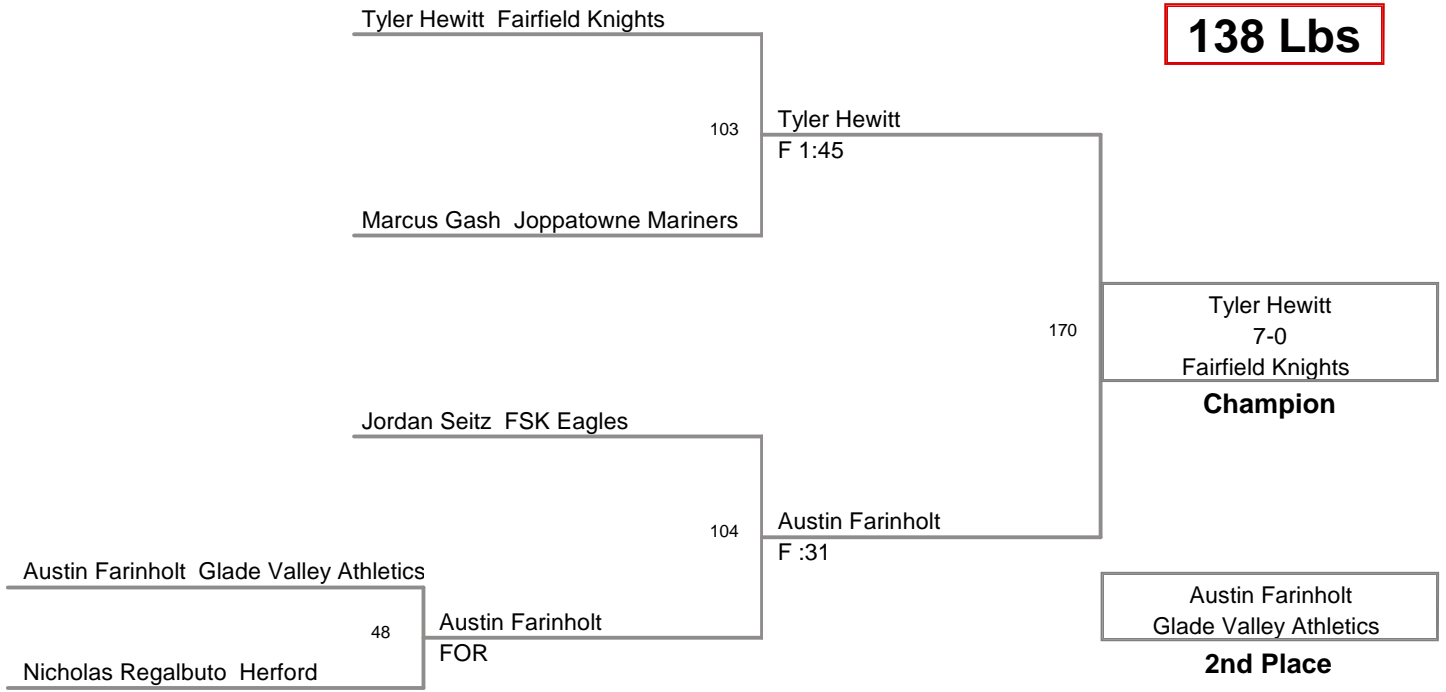 Tyler Hewitt  Fairfield Knights
138 Lbs
103
Tyler Hewitt
F 1:45
Marcus Gash  Joppatowne Mariners
170
Tyler Hewitt
7-0
Fairfield Knights
Champion
Jordan Seitz  FSK Eagles
104
Austin Farinholt
F :31
Austin Farinholt  Glade Valley Athletics
48
Austin Farinholt
FOR
Nicholas Regalbuto  Herford
Austin Farinholt
Glade Valley Athletics
2nd Place